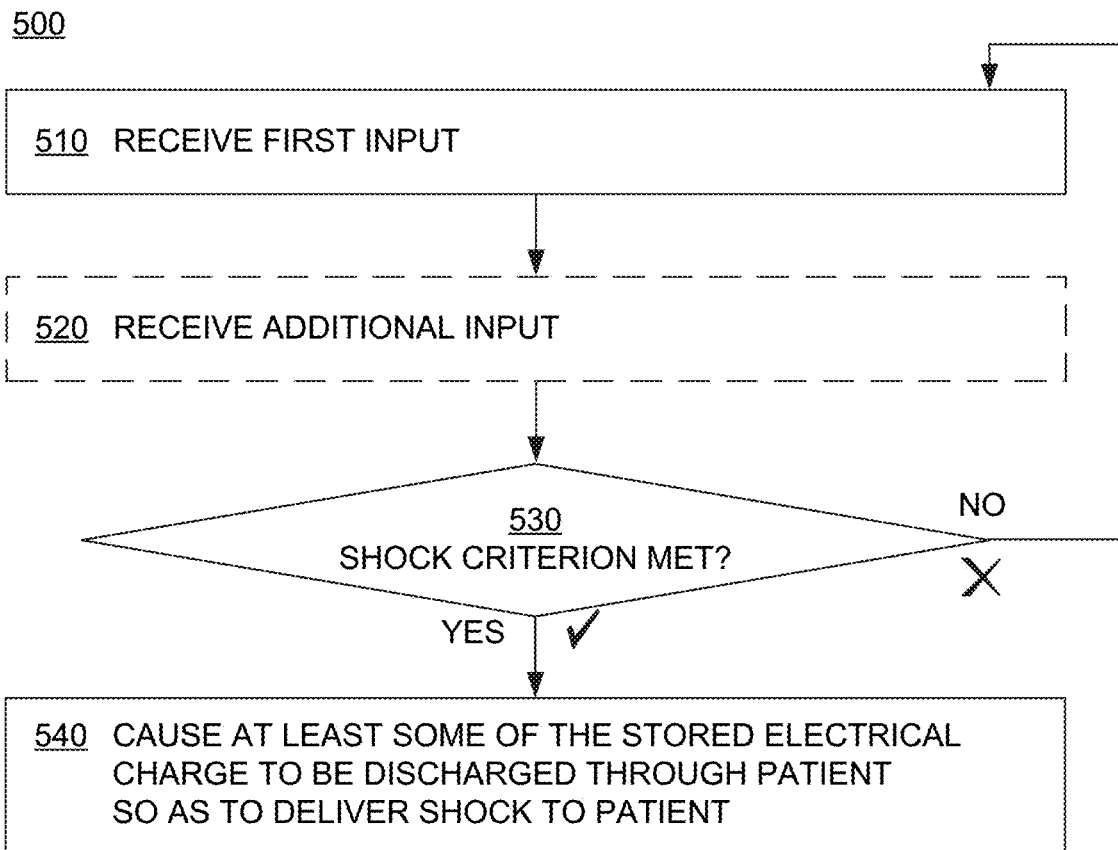 500
510 RECEIVE FIRST INPUT
520 RECEIVE ADDITIONAL INPUT
530
SHOCK CRITERION MET?
NO
YES
540 CAUSE AT LEAST SOME OF THE STORED ELECTRICAL
CHARGE TO BE DISCHARGED THROUGH PATIENT
SO AS TO DELIVER SHOCK TO PATIENT